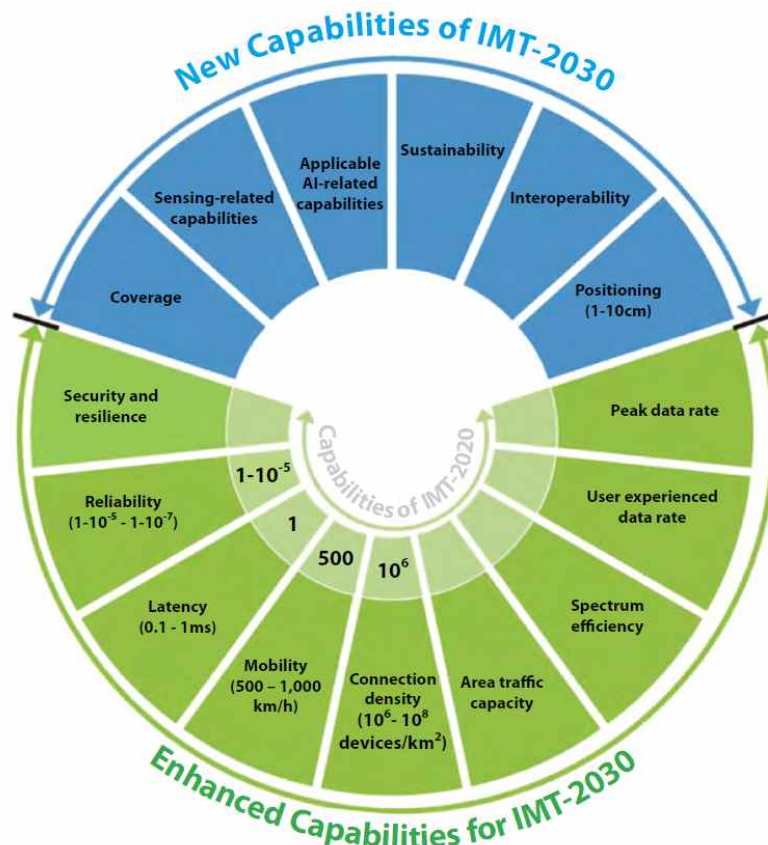 New Capabilities of IMT-2030
Sustainability
Applicable
AI-related
capabilities
Interoperability
Sensing-related
capabilities
Positioning
(1-10cm)
Coverage
Security and
resilience
Peak data rate
Capabilities of IMT-2020
1-10⁻⁵
Reliability
(1-10⁻⁵ - 1-10⁻⁷)
User experienced
data rate
1
500
10⁶
Latency
(0.1 - 1ms)
Spectrum
efficiency
Mobility
(500 – 1,000
km/h)
Connection
density
(10⁶- 10⁸
devices/km²)
Area traffic
capacity
Enhanced Capabilities for IMT-2030